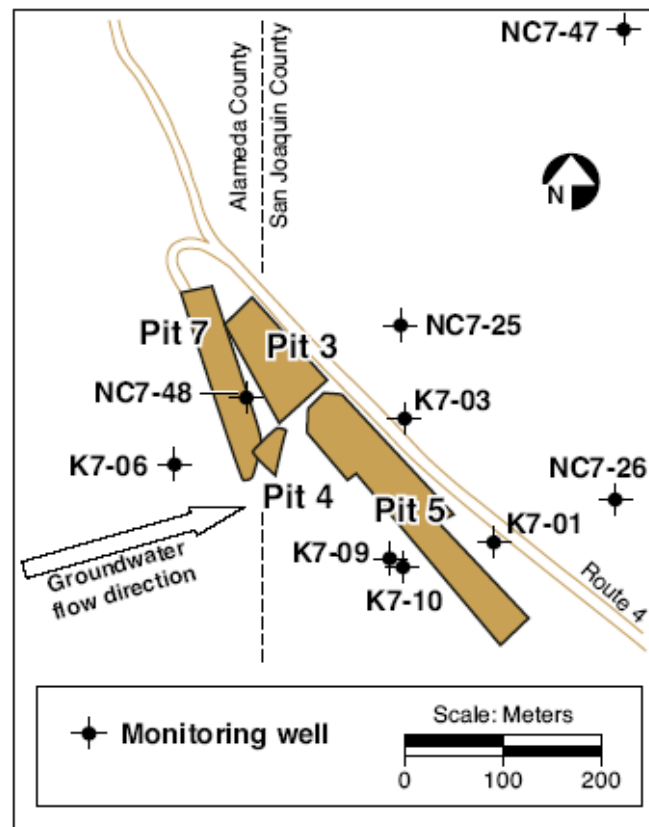 NC7-47
Alameda County
San Joaquin County
N
Pit 7
Pit 3
NC7-25
NC7-48
K7-03
K7-06
NC7-26
Pit 4
Pit 5
K7-01
K7-09
K7-10
Groundwater
flow direction
Route 4
Monitoring well
Scale: Meters
0 100 200